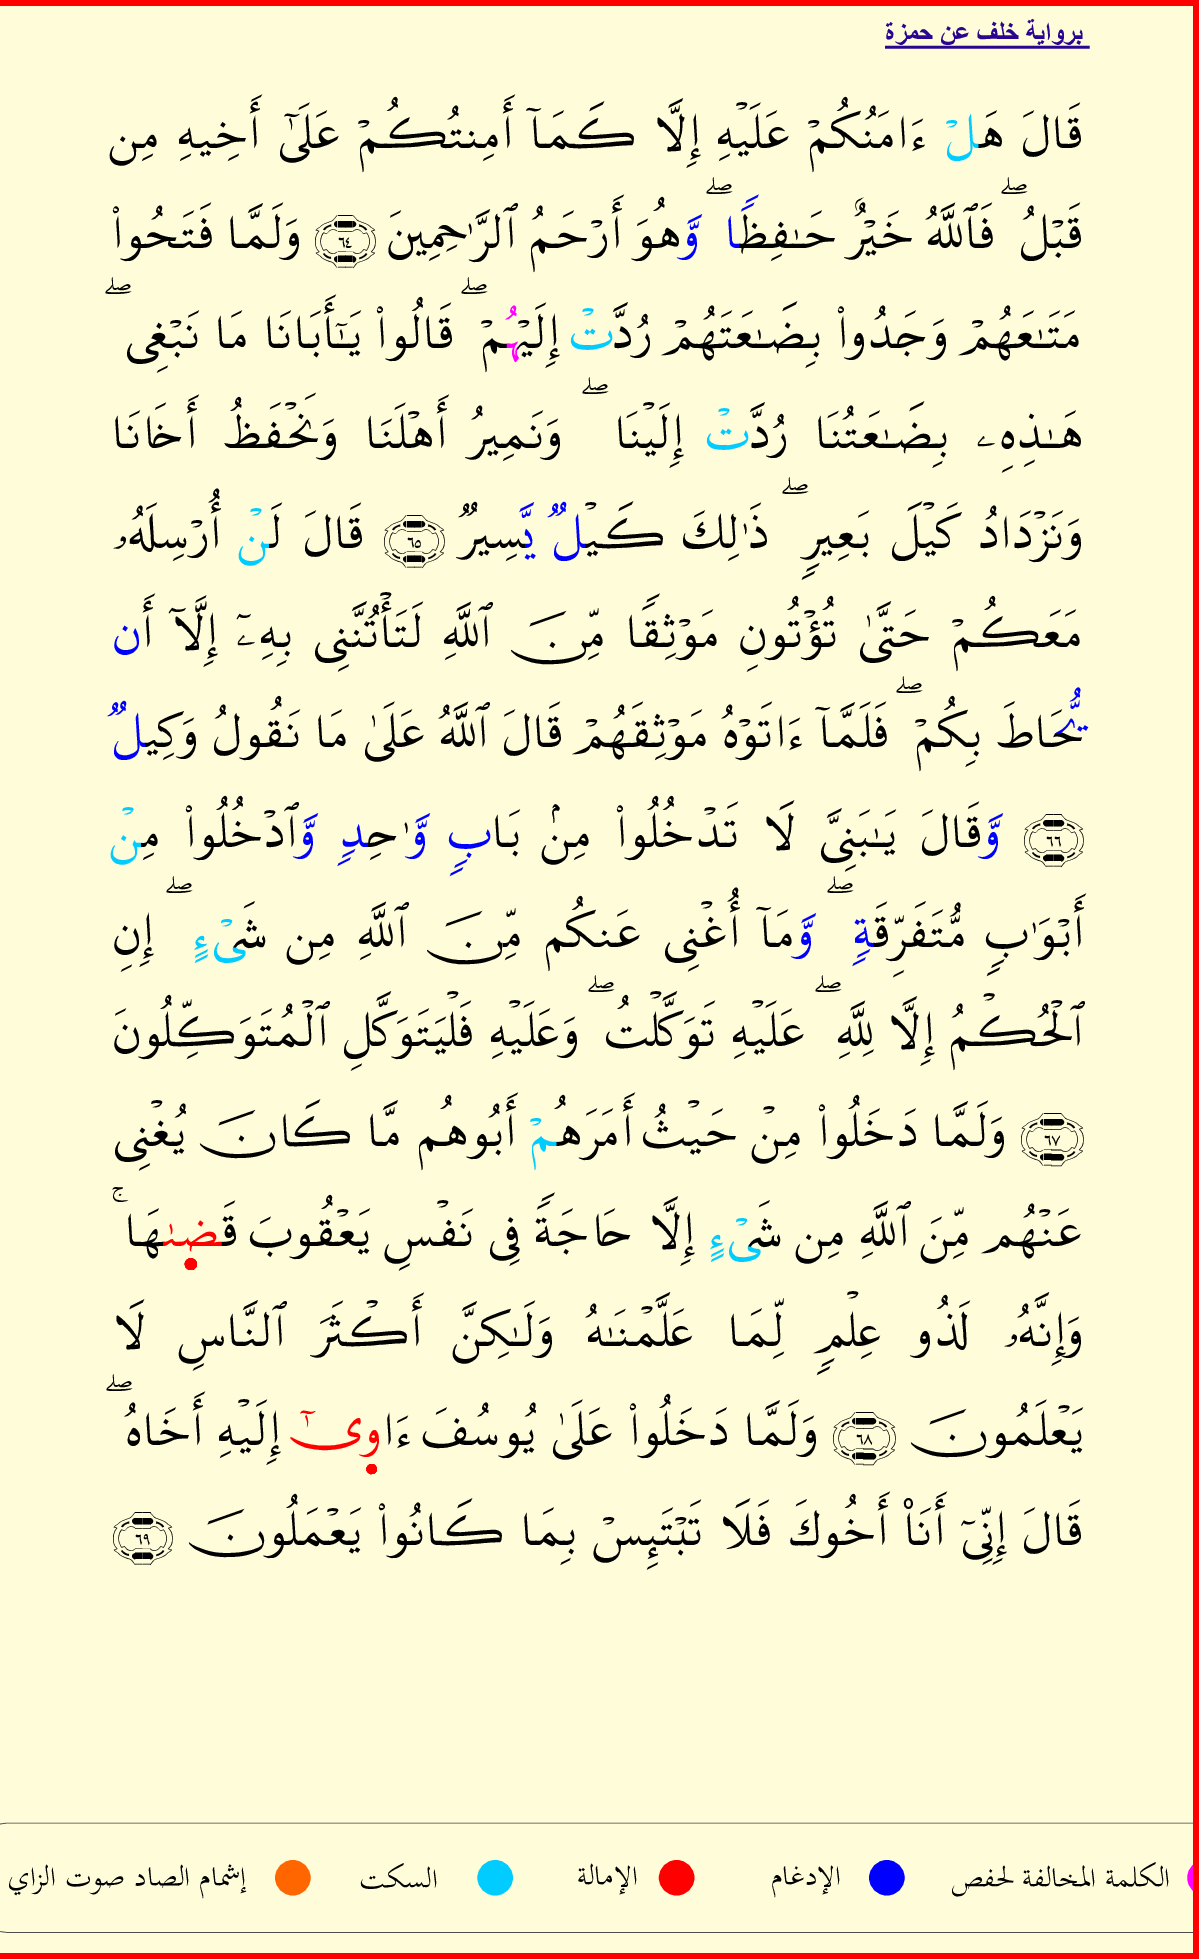 برواية خلف عن حمزة
قَالَ هَلْ ءَامَنُكُمْ عَلَيْهِ إِلَّا كَمَآ أَمِنتُكُمْ عَلَىٰٓ أَخِيهِ مِن
قَبْلُ ۖ فَٱللَّهُ خَيْرٌ حَـٰفِظًا ۖ وَّهُوَ أَرْحَمُ ٱلرَّٰحِمِينَ ٦٤ وَلَمَّا فَتَحُوا۟
مَتَـٰعَهُمْ وَجَدُوا۟ بِضَـٰعَتَهُمْ رُدَّتْ إِلَيْهُمْ ۖ قَالُوا۟ يَـٰٓأَبَانَا مَا نَبْغِى ۖ
هَـٰذِهِۦ بِضَـٰعَتُنَا رُدَّتْ إِلَيْنَا ۖ وَنَمِيرُ أَهْلَنَا وَنَحْفَظُ أَخَانَا
وَنَزْدَادُ كَيْلَ بَعِيرٍ ۖ ذَٰلِكَ كَيْلٌ يَّسِيرٌ ٦٥ قَالَ لَنْ أُرْسِلَهُۥ
مَعَكُمْ حَتَّىٰ تُؤْتُونِ مَوْثِقًا مِّنَ ٱللَّهِ لَتَأْتُنَّنِى بِهِۦٓ إِلَّآ أَن
يُّحَاطَ بِكُمْ ۖ فَلَمَّآ ءَاتَوْهُ مَوْثِقَهُمْ قَالَ ٱللَّهُ عَلَىٰ مَا نَقُولُ وَكِيلٌ
٦٦ وَّقَالَ يَـٰبَنِىَّ لَا تَدْخُلُوا۟ مِنۢ بَابٍ وَّٰحِدٍ وَّٱدْخُلُوا۟ مِنْ
أَبْوَٰبٍ مُّتَفَرِّقَةٍ ۖ وَّمَآ أُغْنِى عَنكُم مِّنَ ٱللَّهِ مِن شَىْءٍ ۖ إِنِ
ٱلْحُكْمُ إِلَّا لِلَّهِ ۖ عَلَيْهِ تَوَكَّلْتُ ۖ وَعَلَيْهِ فَلْيَتَوَكَّلِ ٱلْمُتَوَكِّلُونَ
٦٧ وَلَمَّا دَخَلُوا۟ مِنْ حَيْثُ أَمَرَهُمْ أَبُوهُم مَّا كَانَ يُغْنِى
عَنْهُم مِّنَ ٱللَّهِ مِن شَىْءٍ إِلَّا حَاجَةً فِى نَفْسِ يَعْقُوبَ قَضىٰهَا ۚ
وَإِنَّهُۥ لَذُو عِلْمٍ لِّمَا عَلَّمْنَـٰهُ وَلَـٰكِنَّ أَكْثَرَ ٱلنَّاسِ لَا
يَعْلَمُونَ ٦٨ وَلَمَّا دَخَلُوا۟ عَلَىٰ يُوسُفَ ءَاوىٰٓ إِلَيْهِ أَخَاهُ ۖ
قَالَ إِنِّىٓ أَنَا۠ أَخُوكَ فَلَا تَبْتَئِسْ بِمَا كَانُوا۟ يَعْمَلُونَ ٦٩
الكلمة المخالفة لحفص الإدغام الإمالة السكت إشمام الصاد صوت الزاي